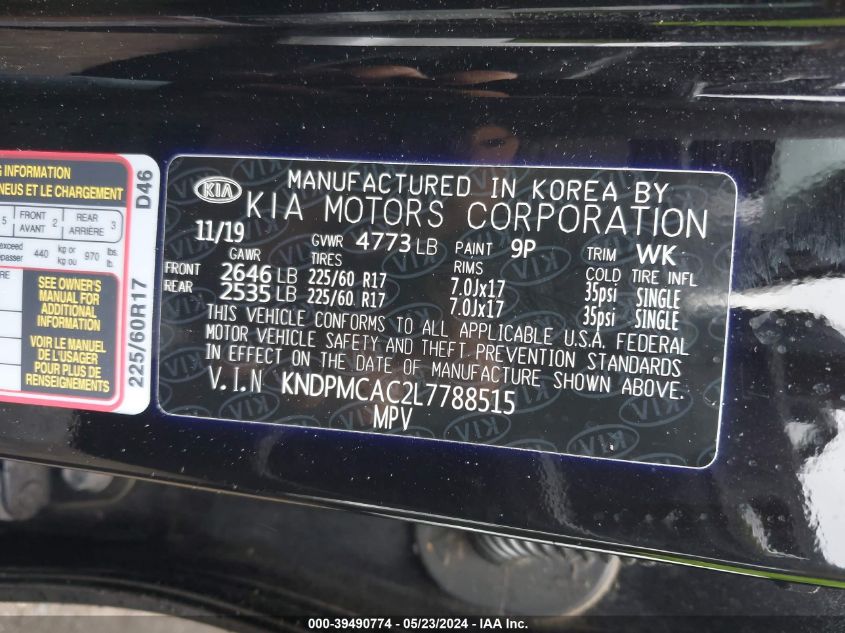 G INFORMATION
NEUS ET LE CHARGEMENT
5 FRONT AVANT 2 REAR ARRIÈRE 3
exceed 440 kg or kg ou 970 lbs. lb.
SEE OWNER'S
MANUAL FOR
ADDITIONAL
INFORMATION
VOIR LE MANUEL
DE L'USAGER
POUR PLUS DE
RENSEIGNEMENTS
225/60R17 D46
KIA
MANUFACTURED IN KOREA BY
KIA MOTORS CORPORATION
11/19 GVWR 4773 LB PAINT 9P TRIM WK
GAWR TIRES RIMS COLD TIRE INFL
FRONT 2646 LB 225/60 R17 7.0Jx17 35psi SINGLE
REAR 2535 LB 225/60 R17 7.0Jx17 35psi SINGLE
THIS VEHICLE CONFORMS TO ALL APPLICABLE U.S.A. FEDERAL
MOTOR VEHICLE SAFETY AND THEFT PREVENTION STANDARDS
IN EFFECT ON THE DATE OF MANUFACTURE SHOWN ABOVE.
V.I.N KNDPMCAC2L7788515
MPV
000-39490774 - 05/23/2024 - IAA Inc.